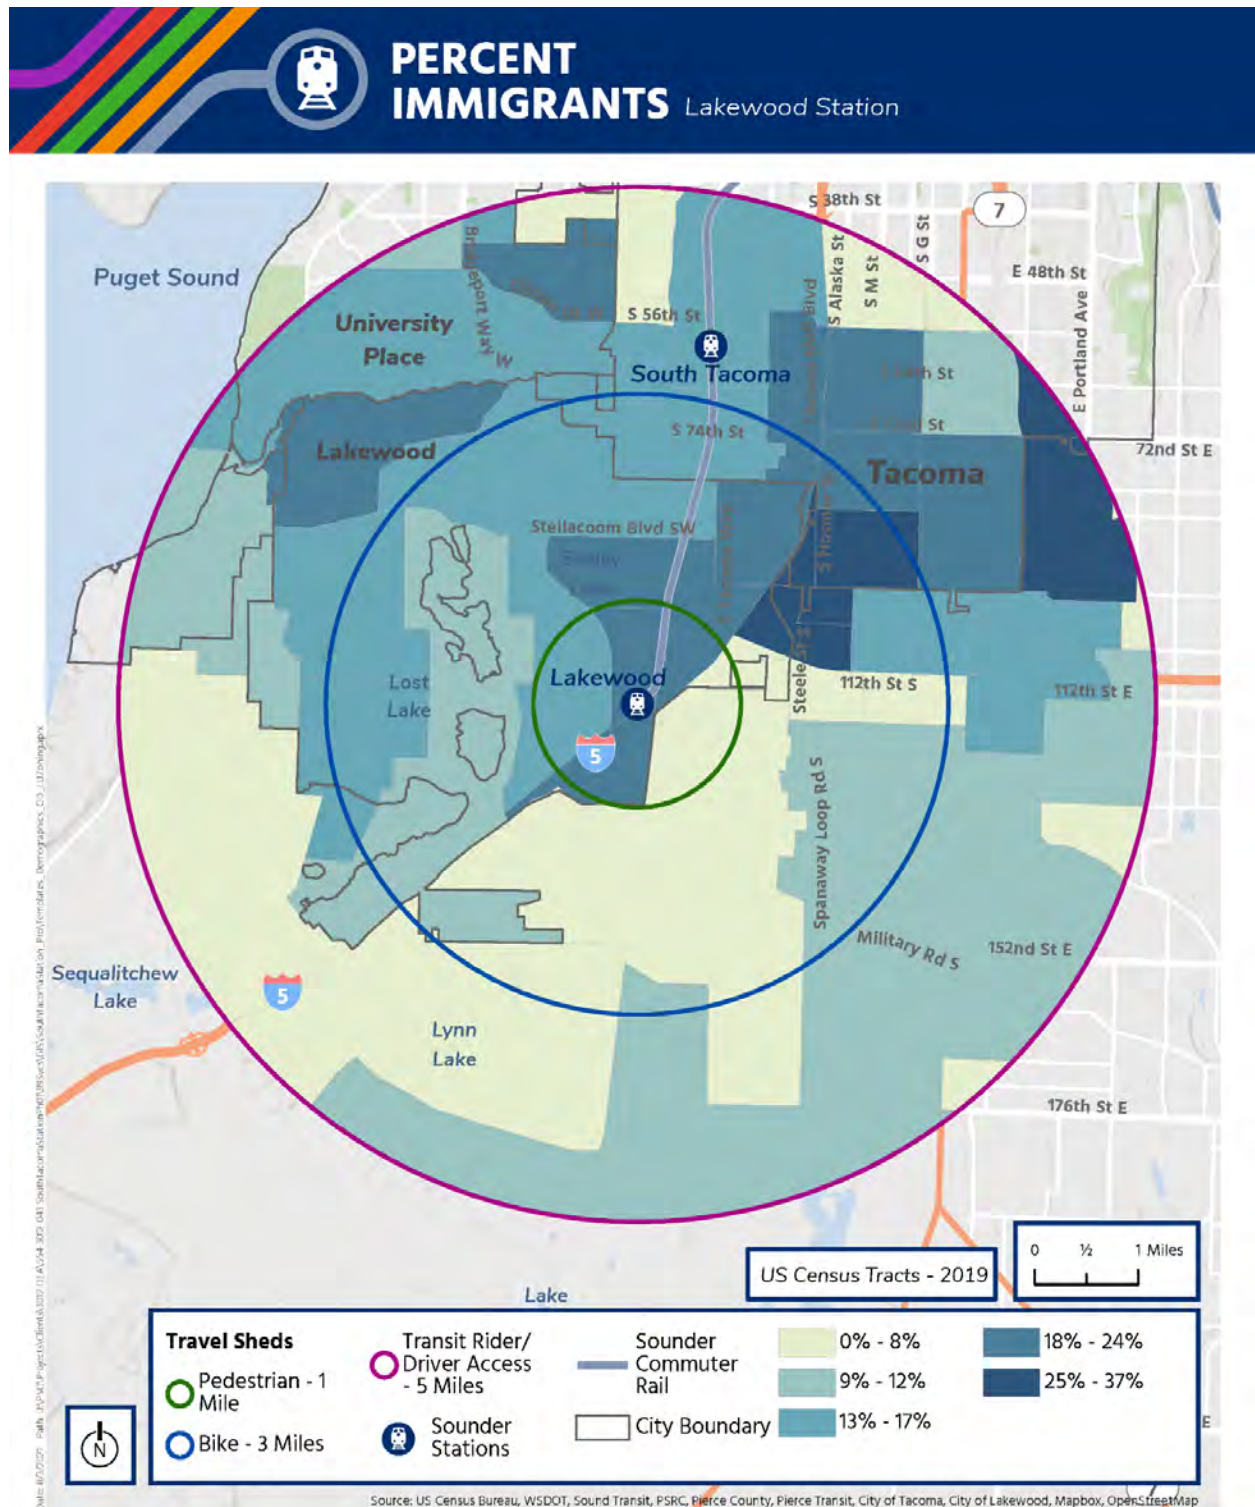 PERCENT
IMMIGRANTS Lakewood Station
S 38th St
7
Puget Sound
Bridgeport Way W
S Alaska St
S M St
S G St
E 48th St
University
Place
S 56th St
E Portland Ave
South Tacoma
S 74th St
72nd St E
Lakewood
Tacoma
Steilacoom Blvd SW
Lakewood
Lost
Lake
Steele St S
112th St S
112th St E
5
Spanaway Loop Rd S
Military Rd S
152nd St E
Sequalitchew
Lake
5
Lynn
Lake
176th St E
US Census Tracts - 2019
0 ½ 1 Miles
Lake
Travel Sheds
Pedestrian - 1
Mile
Bike - 3 Miles
Transit Rider/
Driver Access
- 5 Miles
Sounder
Stations
Sounder
Commuter
Rail
City Boundary
0% - 8%
9% - 12%
13% - 17%
18% - 24%
25% - 37%
N
E
7
Source: US Census Bureau, WSDOT, Sound Transit, PSRC, Pierce County, Pierce Transit, City of Tacoma, City of Lakewood, Mapbox, OpenStreetMap